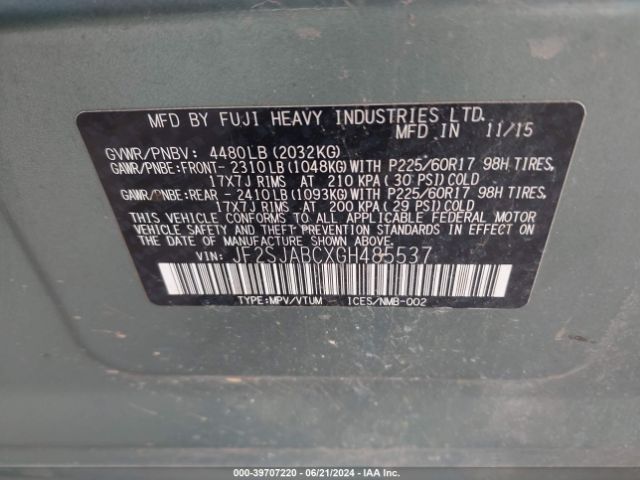 MFD BY FUJI HEAVY INDUSTRIES LTD.
MFD IN 11/15
GVWR/PNBV: 4480LB(2032KG)
GAWR/PNBE:FRONT- 2310LB(1048KG)WITH P225/60R17 98H TIRES,
17X7J RIMS AT 210 KPA(30 PSI)COLD
GAWR/PNBE:REAR -2410LB(1093KG)WITH P225/60R17 98H TIRES,
17X7J RIMS AT 200 KPA(29 PSI)COLD
THIS VEHICLE CONFORMS TO ALL APPLICABLE FEDERAL MOTOR
VEHICLE SAFETY AND THEFT PREVENTION STANDARDS IN EFFECT
ON THE DATE OF MANUFACTURE SHOWN ABOVE.
VIN: JF2SJABCXGH485537
TYPE:MPV/VTUM ICES/NMB-002
000-39707220 - 06/21/2024 - IAA Inc.